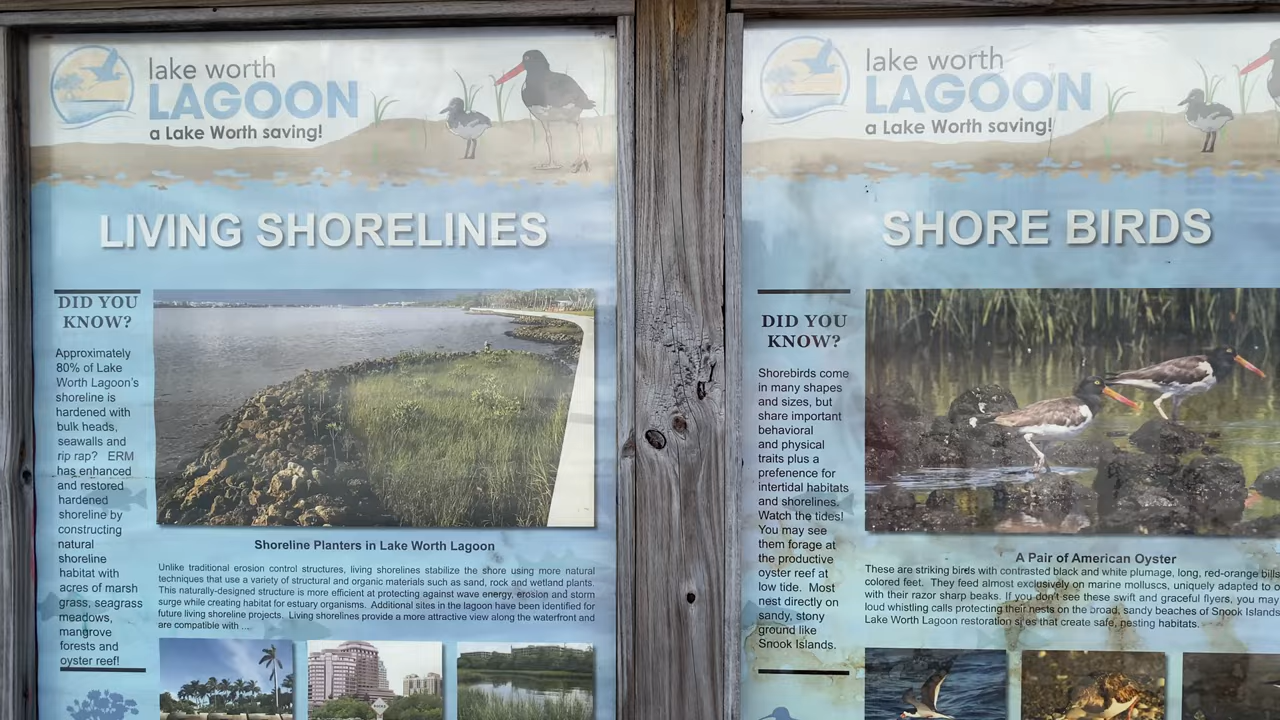 lake worth
LAGOON
a Lake Worth saving!
LIVING SHORELINES
DID YOU
KNOW?
Approximately
80% of Lake
Worth Lagoon's
shoreline is
hardened with
bulk heads,
seawalls and
rip rap? ERM
has enhanced
and restored
hardened
shoreline by
constructing
natural
shoreline
habitat with
acres of marsh
grass, seagrass
meadows,
mangrove
forests and
oyster reef!
Shoreline Planters in Lake Worth Lagoon
Unlike traditional erosion control structures, living shorelines stabilize the shore using more natural
techniques that use a variety of structural and organic materials such as sand, rock and wetland plants.
This naturally-designed structure is more efficient at protecting against wave energy, erosion and storm
surge while creating habitat for estuary organisms. Additional sites in the lagoon have been identified for
future living shoreline projects. Living shorelines provide a more attractive view along the waterfront and
are compatible with ...
lake worth
LAGOON
a Lake Worth saving!
SHORE BIRDS
DID YOU
KNOW?
Shorebirds come
in many shapes
and sizes, but
share important
behavioral
and physical
traits plus a
prefenence for
intertidal habitats
and shorelines.
Watch the tides!
You may see
them forage at
the productive
oyster reef at
low tide. Most
nest directly on
sandy, stony
ground like
Snook Islands.
A Pair of American Oyster
These are striking birds with contrasted black and white plumage, long, red-orange bills
colored feet. They feed almost exclusively on marine molluscs, uniquely adapted to
with their razor sharp beaks. If you don't see these swift and graceful flyers, you may
loud whistling calls protecting their nests on the broad, sandy beaches of Snook Islands
Lake Worth Lagoon restoration sites that create safe, nesting habitats.